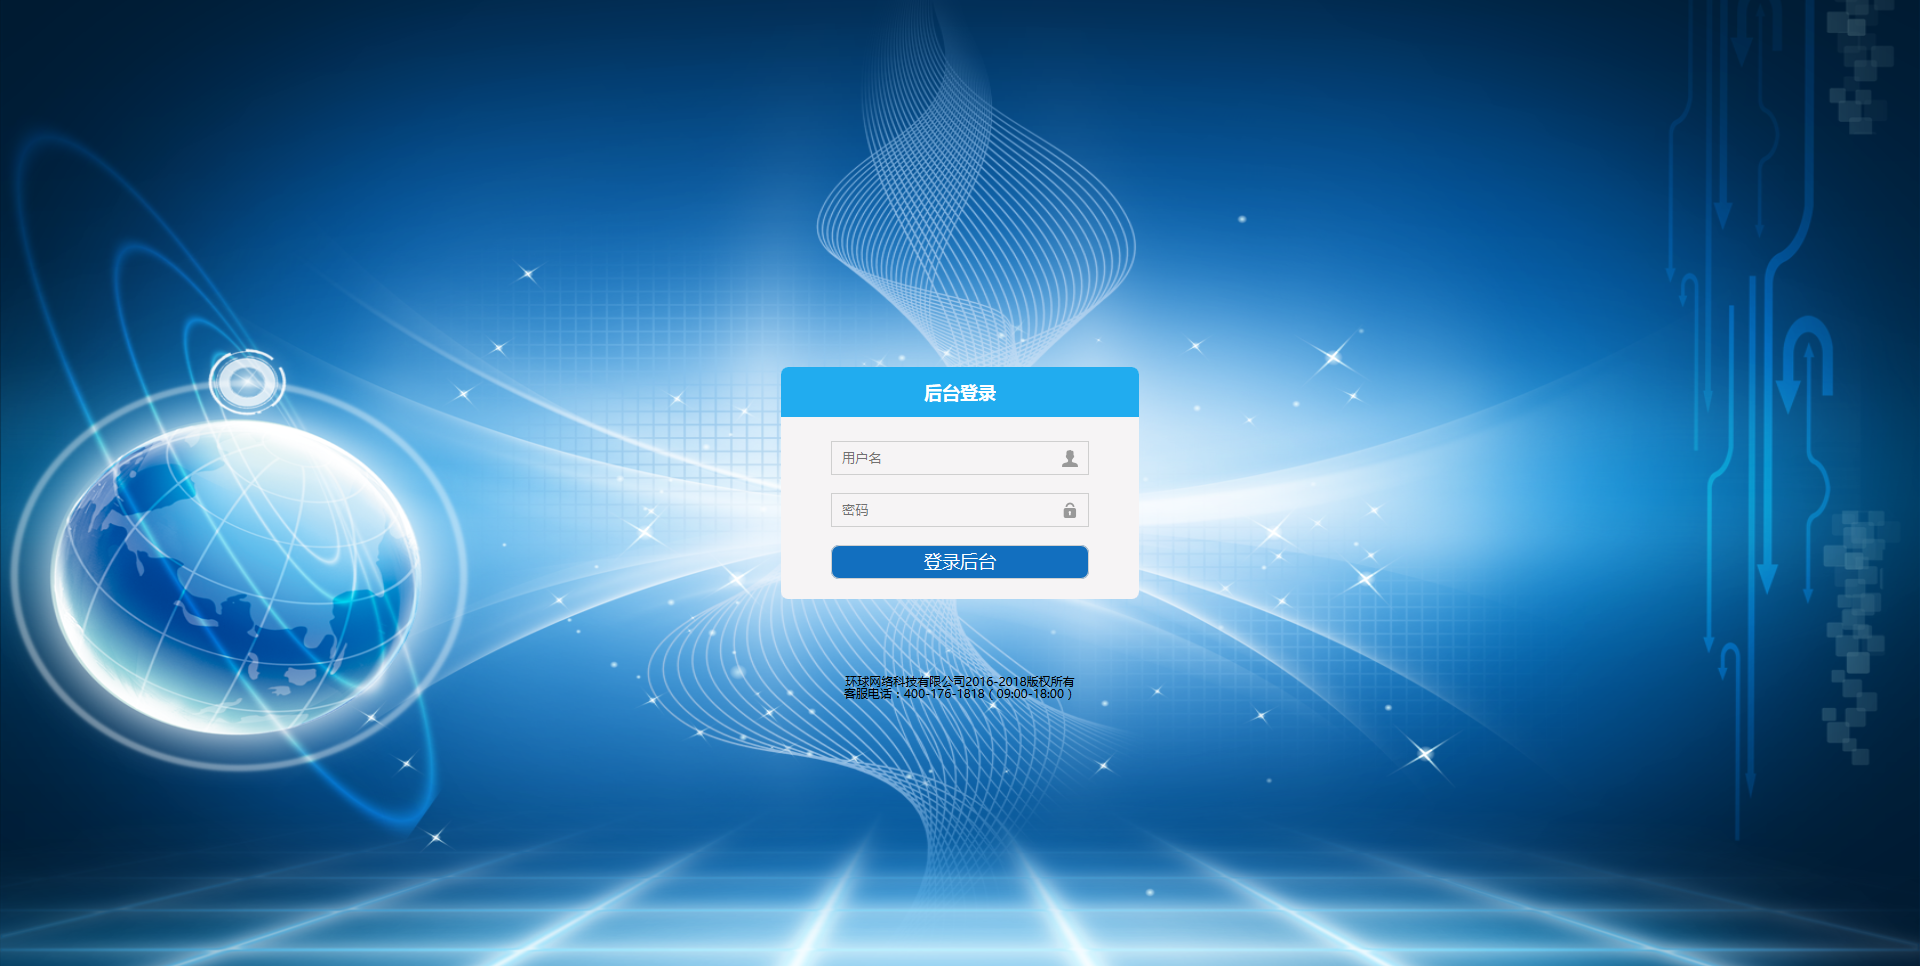 后台登录
用户名
密码
登录后台
环球网络科技有限公司2016-2018版权所有
客服电话：400-176-1818（09:00-18:00）